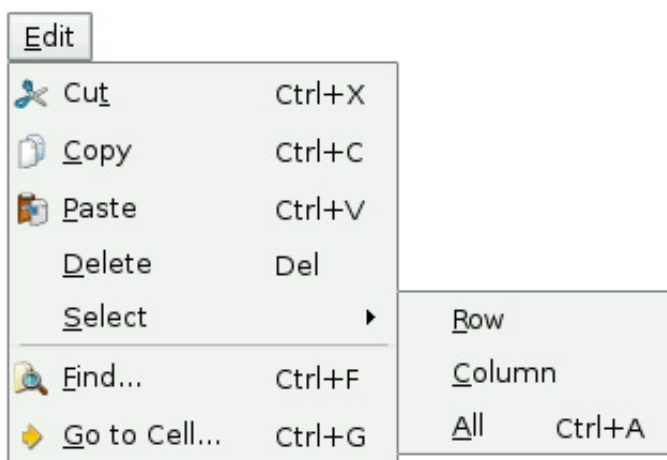 Edit
Cut Ctrl+X
Copy Ctrl+C
Paste Ctrl+V
Delete Del
Select
Row
Column
All Ctrl+A
Find... Ctrl+F
Go to Cell... Ctrl+G